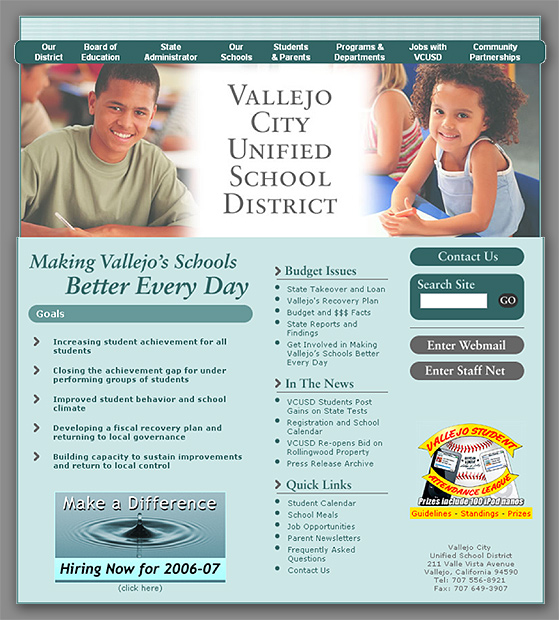 Our District
Board of Education
State Administrator
Our Schools
Students & Parents
Programs & Departments
Jobs with VCUSD
Community Partnerships
VALLEJO
CITY
UNIFIED
SCHOOL
DISTRICT
Making Vallejo's Schools
Better Every Day
Goals
Increasing student achievement for all
students
Closing the achievement gap for under
performing groups of students
Improved student behavior and school
climate
Developing a fiscal recovery plan and
returning to local governance
Building capacity to sustain improvements
and return to local control
Make a Difference
Hiring Now for 2006-07
(click here)
Budget Issues
State Takeover and Loan
Vallejo's Recovery Plan
Budget and $$$ Facts
State Reports and
Findings
Get Involved in Making
Vallejo's Schools Better
Every Day
In The News
VCUSD Students Post
Gains on State Tests
Registration and School
Calendar
VCUSD Re-opens Bid on
Rollingwood Property
Press Release Archive
Quick Links
Student Calendar
School Meals
Job Opportunities
Parent Newsletters
Frequently Asked
Questions
Contact Us
Contact Us
Search Site
GO
Enter Webmail
Enter Staff Net
VALLEJO STUDENT
ATTENDANCE LEAGUE
Prizes include 100 iPad nanos
Guidelines - Standings - Prizes
Vallejo City
Unified School District
211 Valle Vista Avenue
Vallejo, California 94590
Tel: 707 556-8921
Fax: 707 649-3907